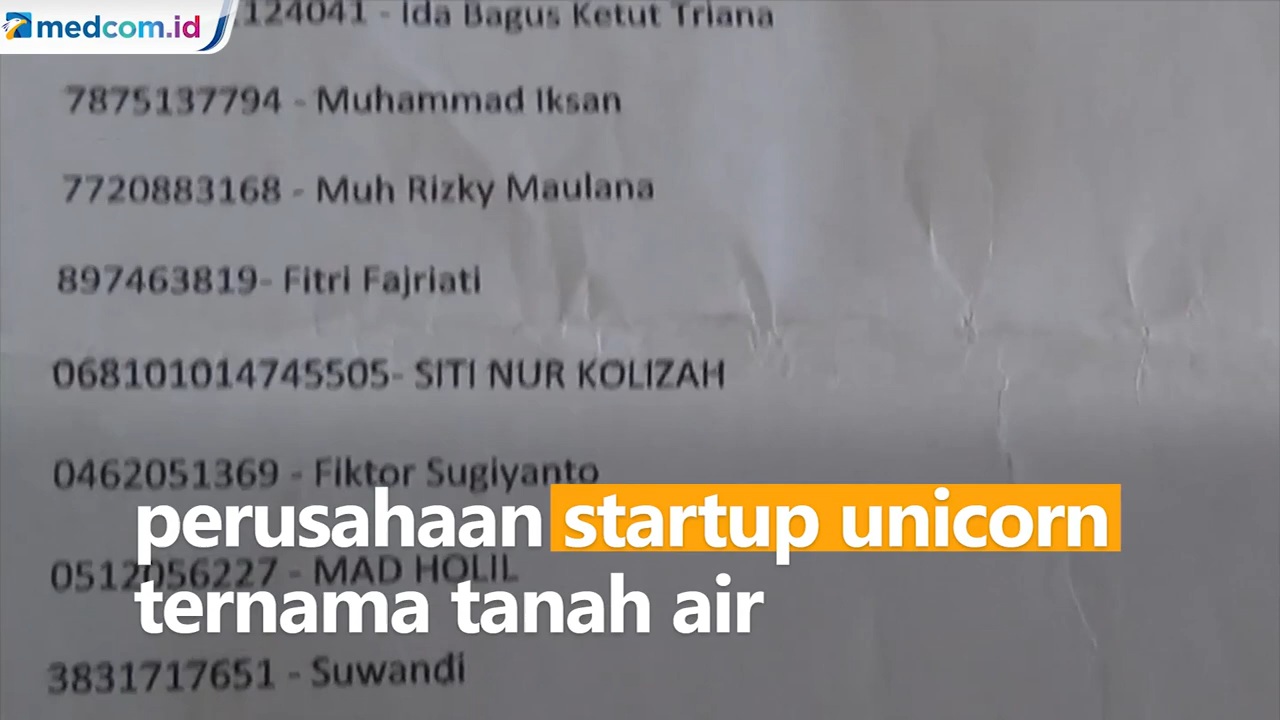 medcom.id
124041 - Ida Bagus Ketut Triana
7875137794 - Muhammad Iksan
7720883168 - Muh Rizky Maulana
897463819- Fitri Fajriati
068101014745505- SITI NUR KOLIZAH
0462051369 - Fiktor Sugiyanto
perusahaan startup unicorn
0512056227 - MAD HOLIL
ternama tanah air
3831717651 - Suwandi